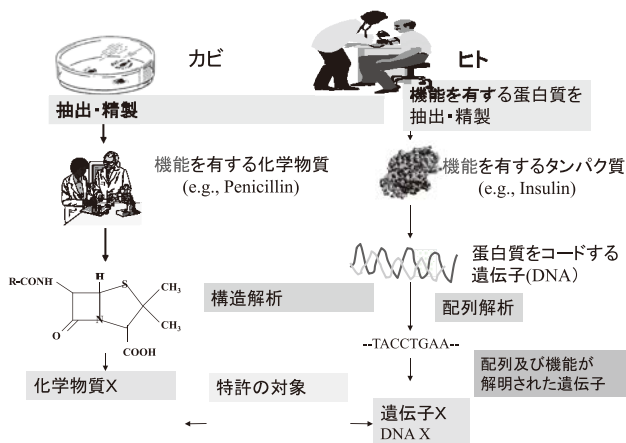 カビ
ヒト
抽出・精製
機能を有する蛋白質を
抽出・精製
機能を有する化学物質
(e.g., Penicillin)
機能を有するタンパク質
(e.g., Insulin)
蛋白質をコードする
遺伝子(DNA)
R-CONH
H
S
CH3
CH3
N
O
COOH
構造解析
配列解析
--TACCTGAA--
化学物質X
特許の対象
配列及び機能が
解明された遺伝子
遺伝子X
DNA X